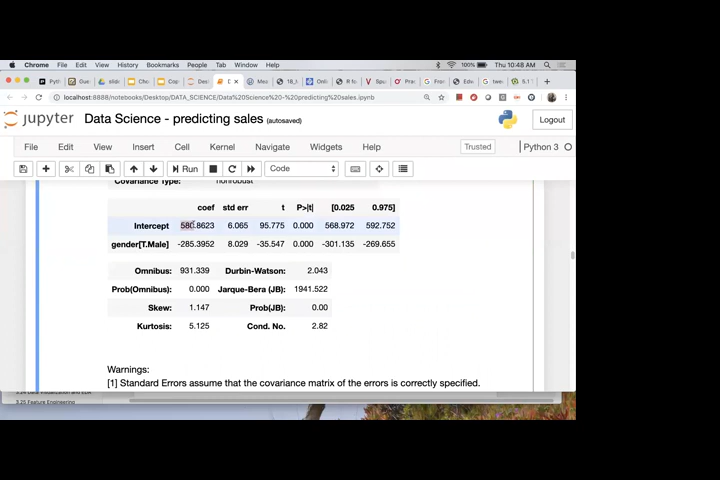 Chrome File Edit View History Bookmarks People Tab Window Help 100% Thu 10:48 AM
localhost:8888/notebooks/Desktop/DATA_SCIENCE/Data%20Science%20-%20predicting%20sales.ipynb
jupyter Data Science - predicting sales (autosaved) Logout
File Edit View Insert Cell Kernel Navigate Widgets Help Trusted Python 3
Run Code
Covariance Type: nonrobust
coef std err t P>|t| [0.025 0.975]
Intercept 580.8623 6.065 95.775 0.000 568.972 592.752
gender[T.Male] -285.3952 8.029 -35.547 0.000 -301.135 -269.655
Omnibus: 931.339 Durbin-Watson: 2.043
Prob(Omnibus): 0.000 Jarque-Bera (JB): 1941.522
Skew: 1.147 Prob(JB): 0.00
Kurtosis: 5.125 Cond. No. 2.82
Warnings:
[1] Standard Errors assume that the covariance matrix of the errors is correctly specified.
3.25 Feature Engineering